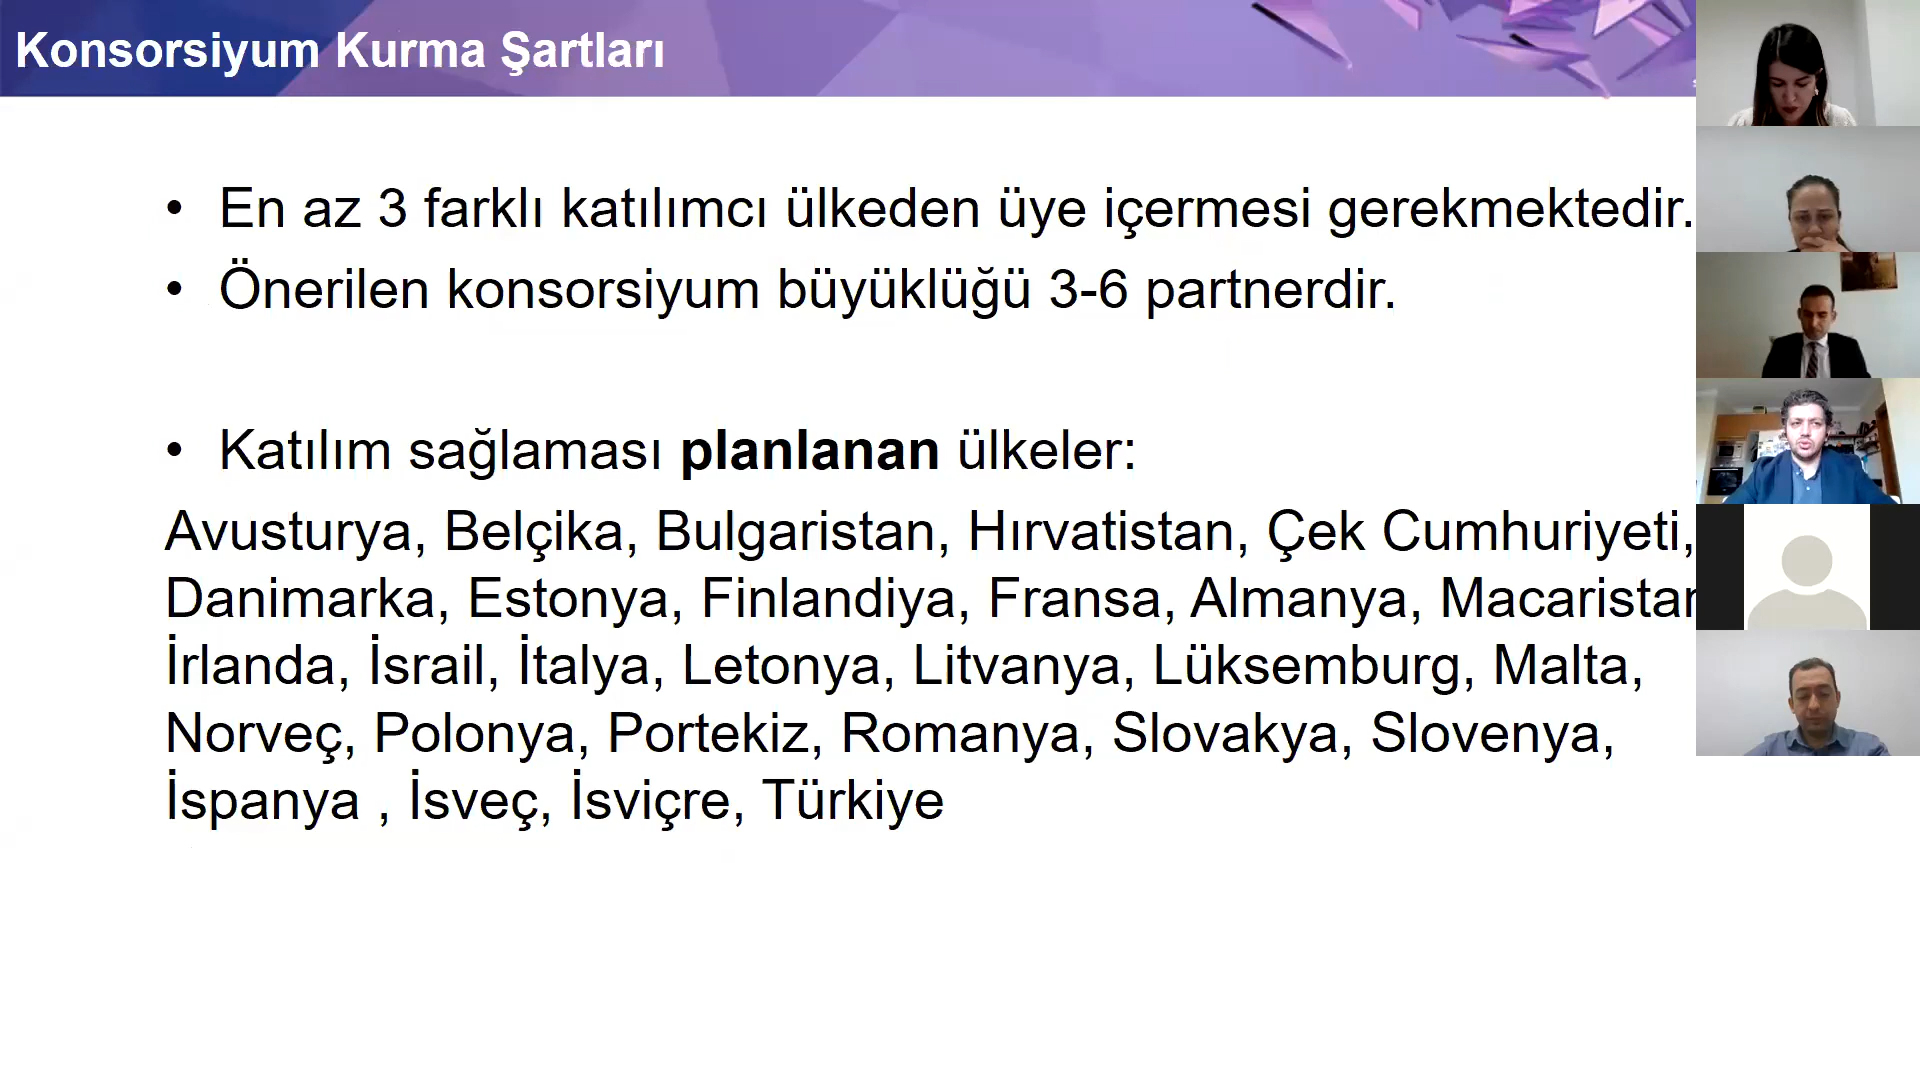 Konsorsiyum Kurma Şartları
• En az 3 farklı katılımcı ülkeden üye içermesi gerekmektedir.
• Önerilen konsorsiyum büyüklüğü 3-6 partnerdir.
• Katılım sağlaması planlanan ülkeler:
Avusturya, Belçika, Bulgaristan, Hırvatistan, Çek Cumhuriyeti,
Danimarka, Estonya, Finlandiya, Fransa, Almanya, Macaristan
İrlanda, İsrail, İtalya, Letonya, Litvanya, Lüksemburg, Malta,
Norveç, Polonya, Portekiz, Romanya, Slovakya, Slovenya,
İspanya , İsveç, İsviçre, Türkiye